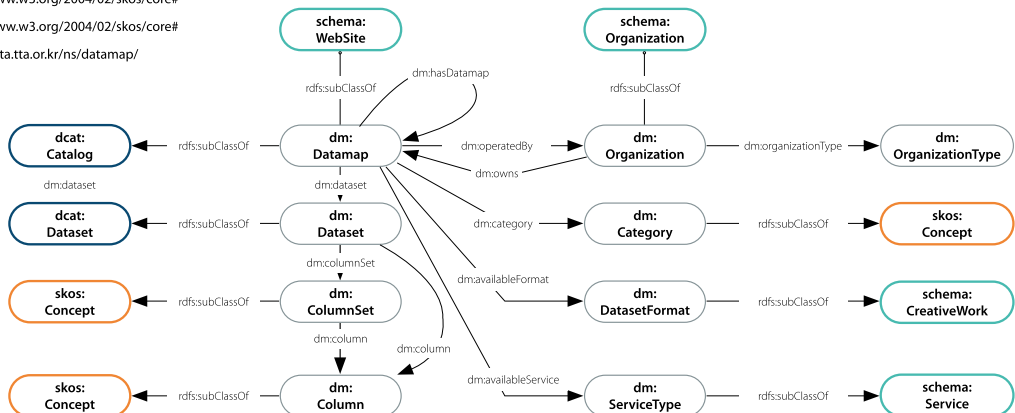 ww.w3.org/2004/02/skos/core#
ww.w3.org/2004/02/skos/core#
ta.tta.or.kr/ns/datamap/
schema:
WebSite
schema:
Organization
rdfs:subClassOf
dm:hasDatamap
rdfs:subClassOf
dcat:
Catalog
rdfs:subClassOf
dm:
Datamap
dm:operatedBy
dm:owns
dm:
Organization
dm:organizationType
dm:
OrganizationType
dm:dataset
dm:dataset
dcat:
Dataset
rdfs:subClassOf
dm:
Dataset
dm:category
dm:
Category
rdfs:subClassOf
skos:
Concept
dm:columnSet
dm:availableFormat
skos:
Concept
rdfs:subClassOf
dm:
ColumnSet
dm:
DatasetFormat
rdfs:subClassOf
schema:
CreativeWork
dm:column
dm:column
dm:availableService
skos:
Concept
rdfs:subClassOf
dm:
Column
dm:
ServiceType
rdfs:subClassOf
schema:
Service